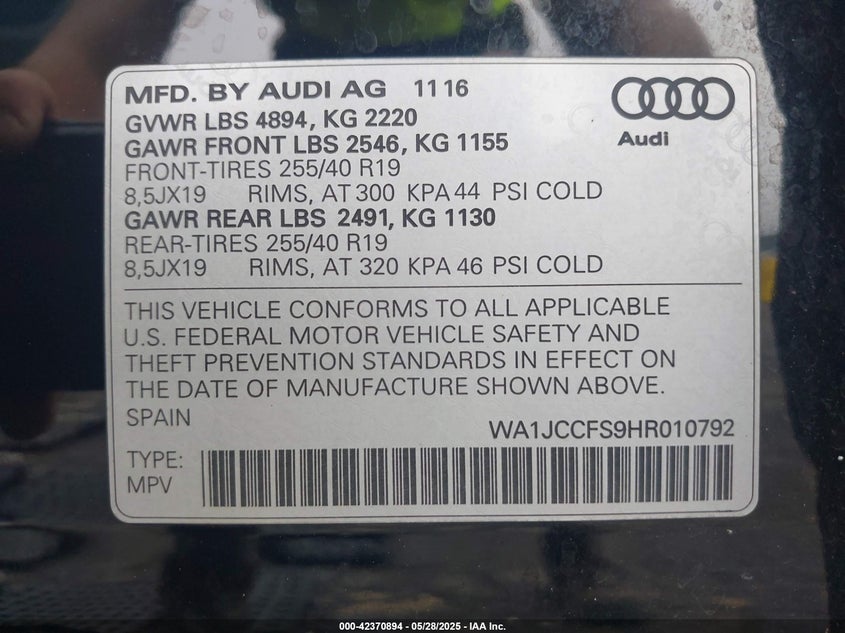 MFD. BY AUDI AG 11 16
GVWR LBS 4894, KG 2220
GAWR FRONT LBS 2546, KG 1155
FRONT-TIRES 255/40 R19
8,5JX19 RIMS, AT 300 KPA 44 PSI COLD
GAWR REAR LBS 2491, KG 1130
REAR-TIRES 255/40 R19
8,5JX19 RIMS, AT 320 KPA 46 PSI COLD
Audi
THIS VEHICLE CONFORMS TO ALL APPLICABLE
U.S. FEDERAL MOTOR VEHICLE SAFETY AND
THEFT PREVENTION STANDARDS IN EFFECT ON
THE DATE OF MANUFACTURE SHOWN ABOVE.
SPAIN
WA1JCCFS9HR010792
TYPE:
MPV
000-42370894 - 05/28/2025 - IAA Inc.